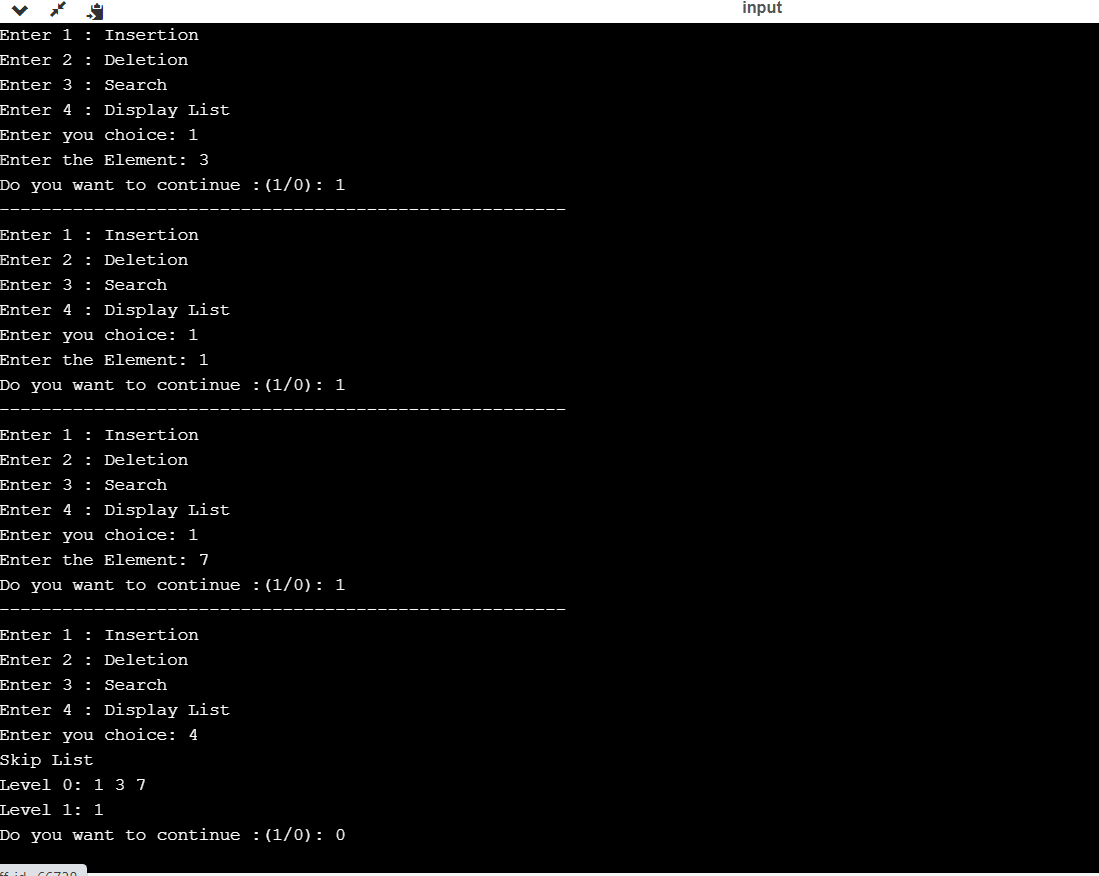 input
Enter 1 : Insertion
Enter 2 : Deletion
Enter 3 : Search
Enter 4 : Display List
Enter you choice: 1
Enter the Element: 3
Do you want to continue :(1/0): 1
------------------------------------------------------
Enter 1 : Insertion
Enter 2 : Deletion
Enter 3 : Search
Enter 4 : Display List
Enter you choice: 1
Enter the Element: 1
Do you want to continue :(1/0): 1
------------------------------------------------------
Enter 1 : Insertion
Enter 2 : Deletion
Enter 3 : Search
Enter 4 : Display List
Enter you choice: 1
Enter the Element: 7
Do you want to continue :(1/0): 1
------------------------------------------------------
Enter 1 : Insertion
Enter 2 : Deletion
Enter 3 : Search
Enter 4 : Display List
Enter you choice: 4
Skip List
Level 0: 1 3 7
Level 1: 1
Do you want to continue :(1/0): 0